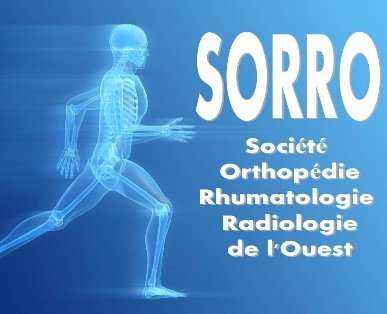 SORRO
Société
Orthopédie
Rhumatologie
Radiologie
de l'Ouest